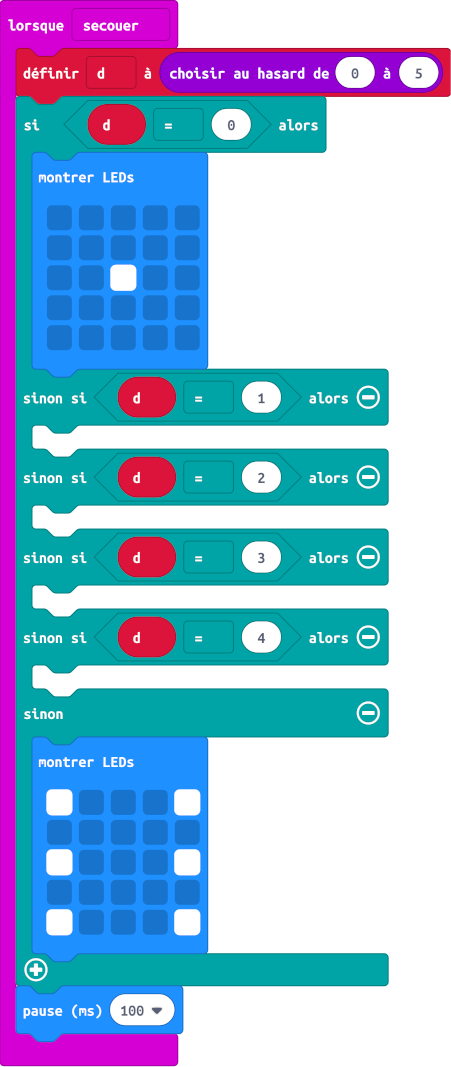 lorsque secouer
définir d à choisir au hasard de 0 à 5
si d = 0 alors
montrer LEDs
sinon si d = 1 alors
sinon si d = 2 alors
sinon si d = 3 alors
sinon si d = 4 alors
sinon
montrer LEDs
pause (ms) 100